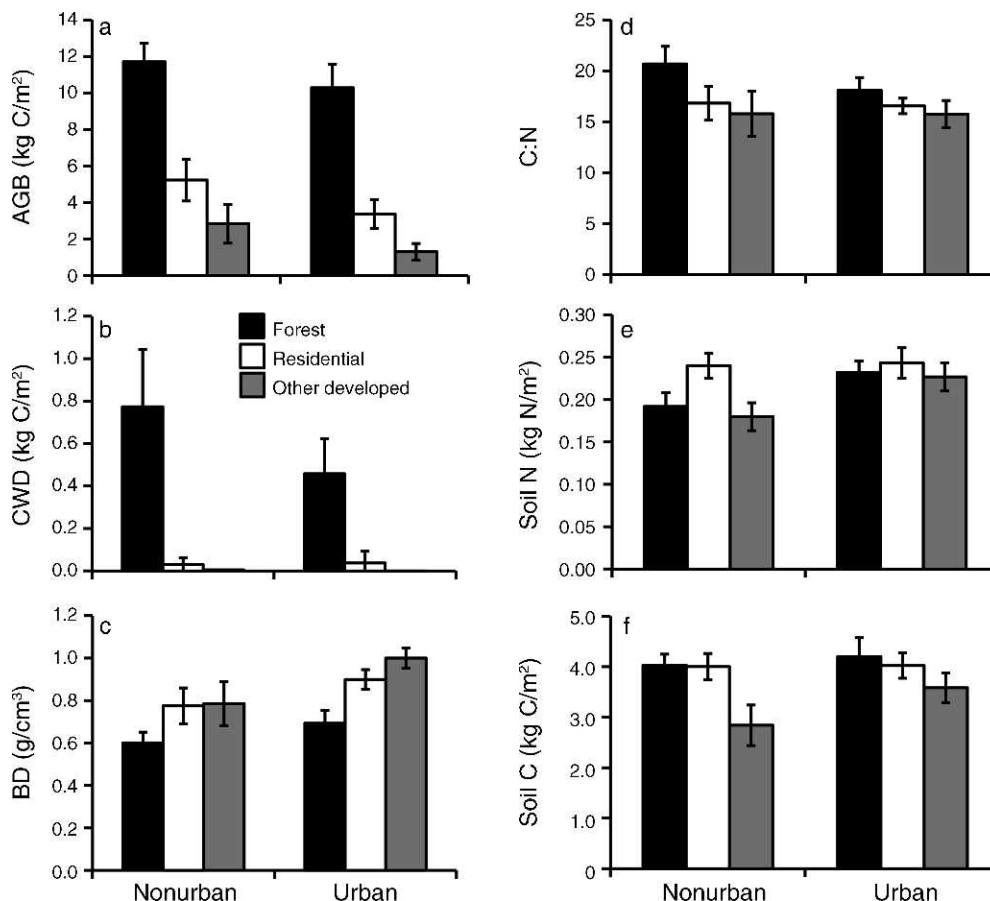 a
AGB (kg C/m²)
14
12
10
8
6
4
2
0
b
CWD (kg C/m²)
1.2
1.0
0.8
0.6
0.4
0.2
0.0
Forest
Residential
Other developed
c
BD (g/cm³)
1.2
1.0
0.8
0.6
0.4
0.2
0.0
Nonurban Urban
d
C:N
25
20
15
10
5
0
e
Soil N (kg N/m²)
0.30
0.25
0.20
0.15
0.10
0.05
0.00
f
Soil C (kg C/m²)
5.0
4.0
3.0
2.0
1.0
0
Nonurban Urban